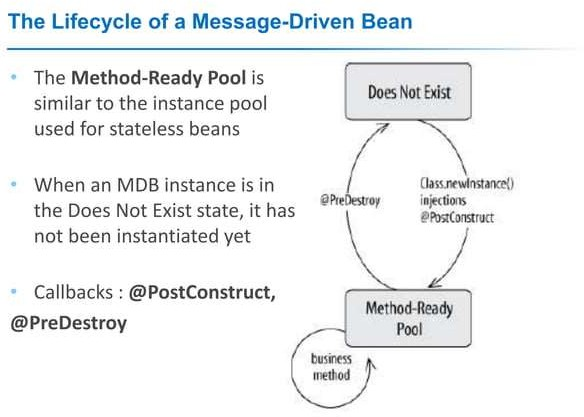 The Lifecycle of a Message-Driven Bean
• The Method-Ready Pool is
similar to the instance pool
used for stateless beans
• When an MDB instance is in
the Does Not Exist state, it has
not been instantiated yet
• Callbacks : @PostConstruct,
@PreDestroy
Does Not Exist
@PreDestroy
Class.newInstance()
injections
@PostConstruct
Method-Ready
Pool
business
method